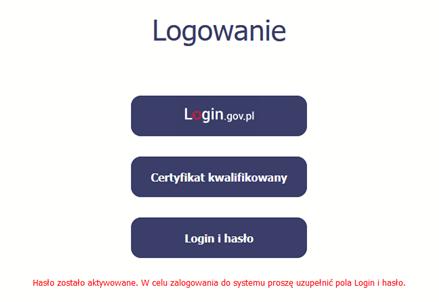 Logowanie
Login.gov.pl
Certyfikat kwalifikowany
Login i hasło
Hasło zostało aktywowane. W celu zalogowania do systemu proszę uzupełnić pola Login i hasło.